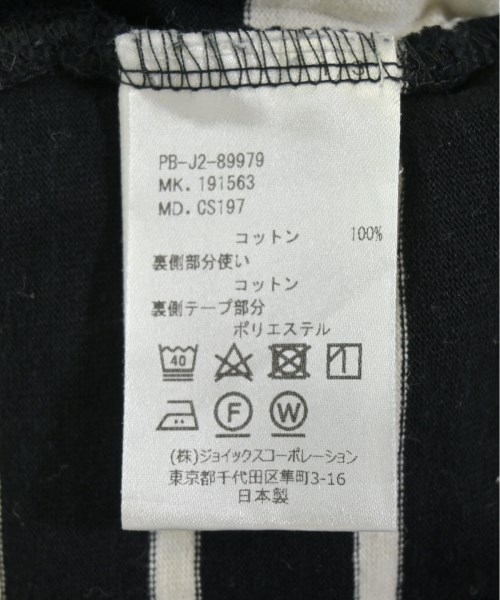 PB-J2-89979
MK. 191563
MD. CS197
コットン 100%
裏側部分使い
コットン
裏側テープ部分
ポリエステル
40
F W
(株)ジョイックスコーポレーション
東京都千代田区隼町3-16
日本製